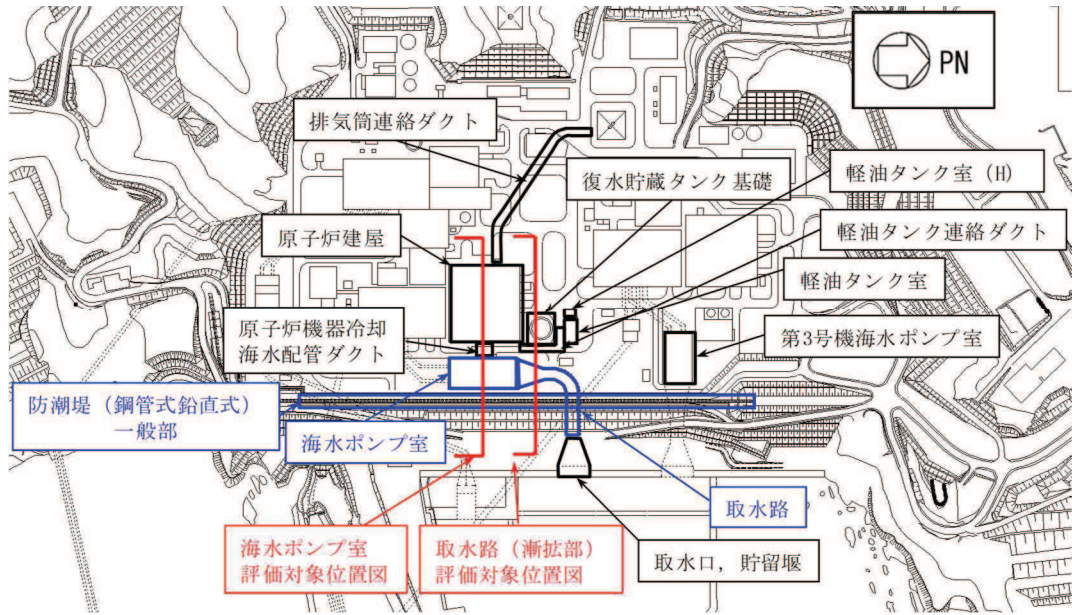 PN
排気筒連絡ダクト
復水貯蔵タンク基礎
軽油タンク室（H）
軽油タンク連絡ダクト
原子炉建屋
軽油タンク室
原子炉機器冷却
海水配管ダクト
第3号機海水ポンプ室
防潮堤（鋼管式鉛直式）
一般部
海水ポンプ室
取水路
海水ポンプ室
評価対象位置図
取水路（漸拡部）
評価対象位置図
取水口，貯留堰